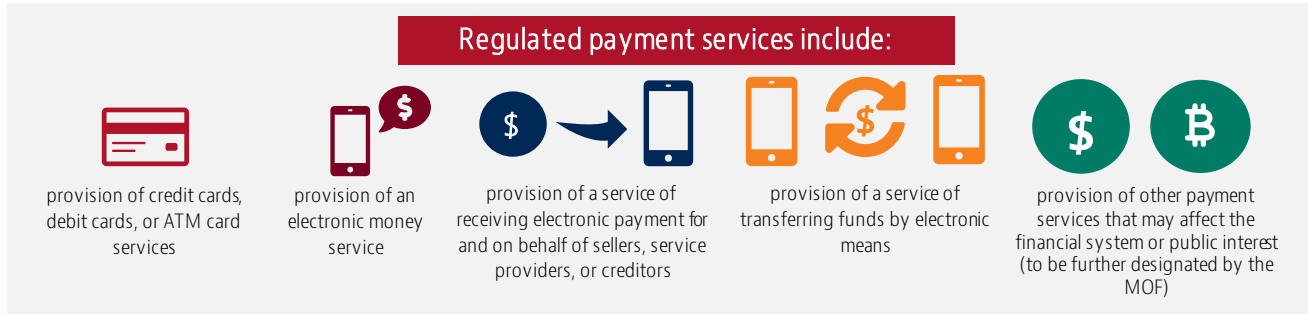 Regulated payment services include:
provision of credit cards,
debit cards, or ATM card
services
provision of an
electronic money
service
provision of a service of
receiving electronic payment for
and on behalf of sellers, service
providers, or creditors
provision of a service of
transferring funds by electronic
means
provision of other payment
services that may affect the
financial system or public interest
(to be further designated by the
MOF)